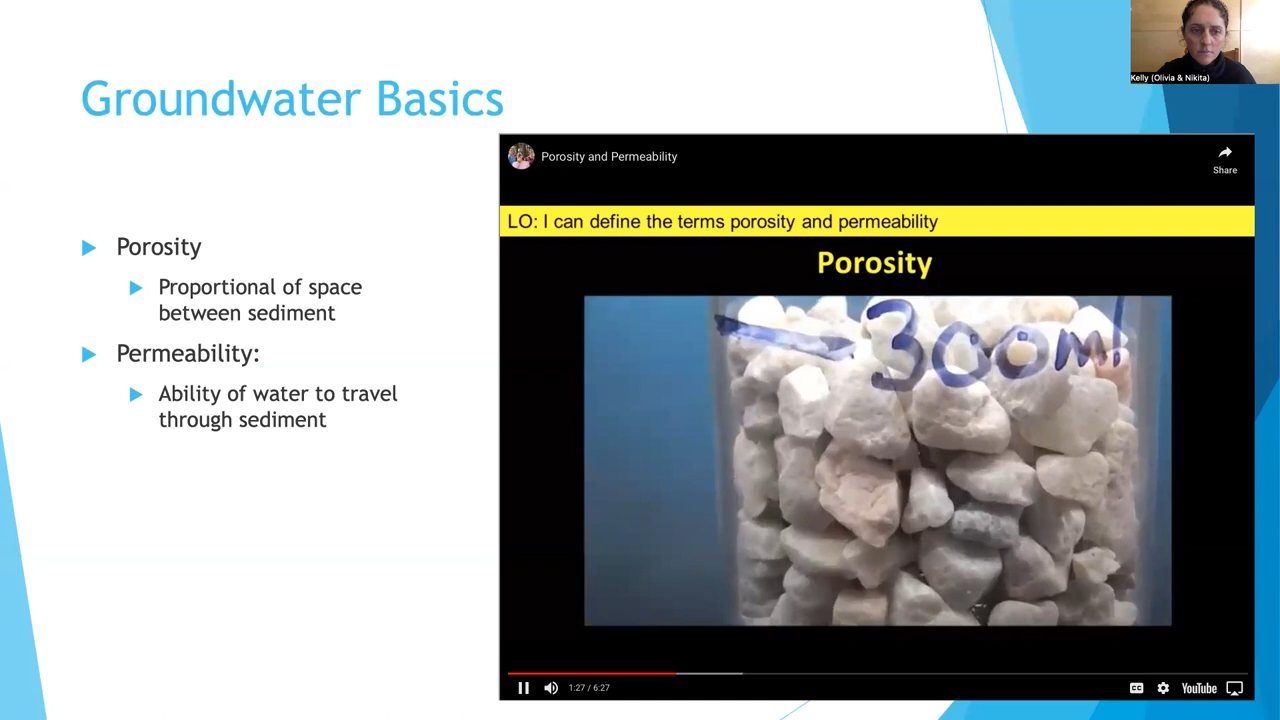 Kelly (Olivia & Nikita)
Groundwater Basics
Porosity
Proportional of space
between sediment
Permeability:
Ability of water to travel
through sediment
Porosity and Permeability
Share
LO: I can define the terms porosity and permeability
Porosity
300ml
1:27 / 6:27
CC
YouTube